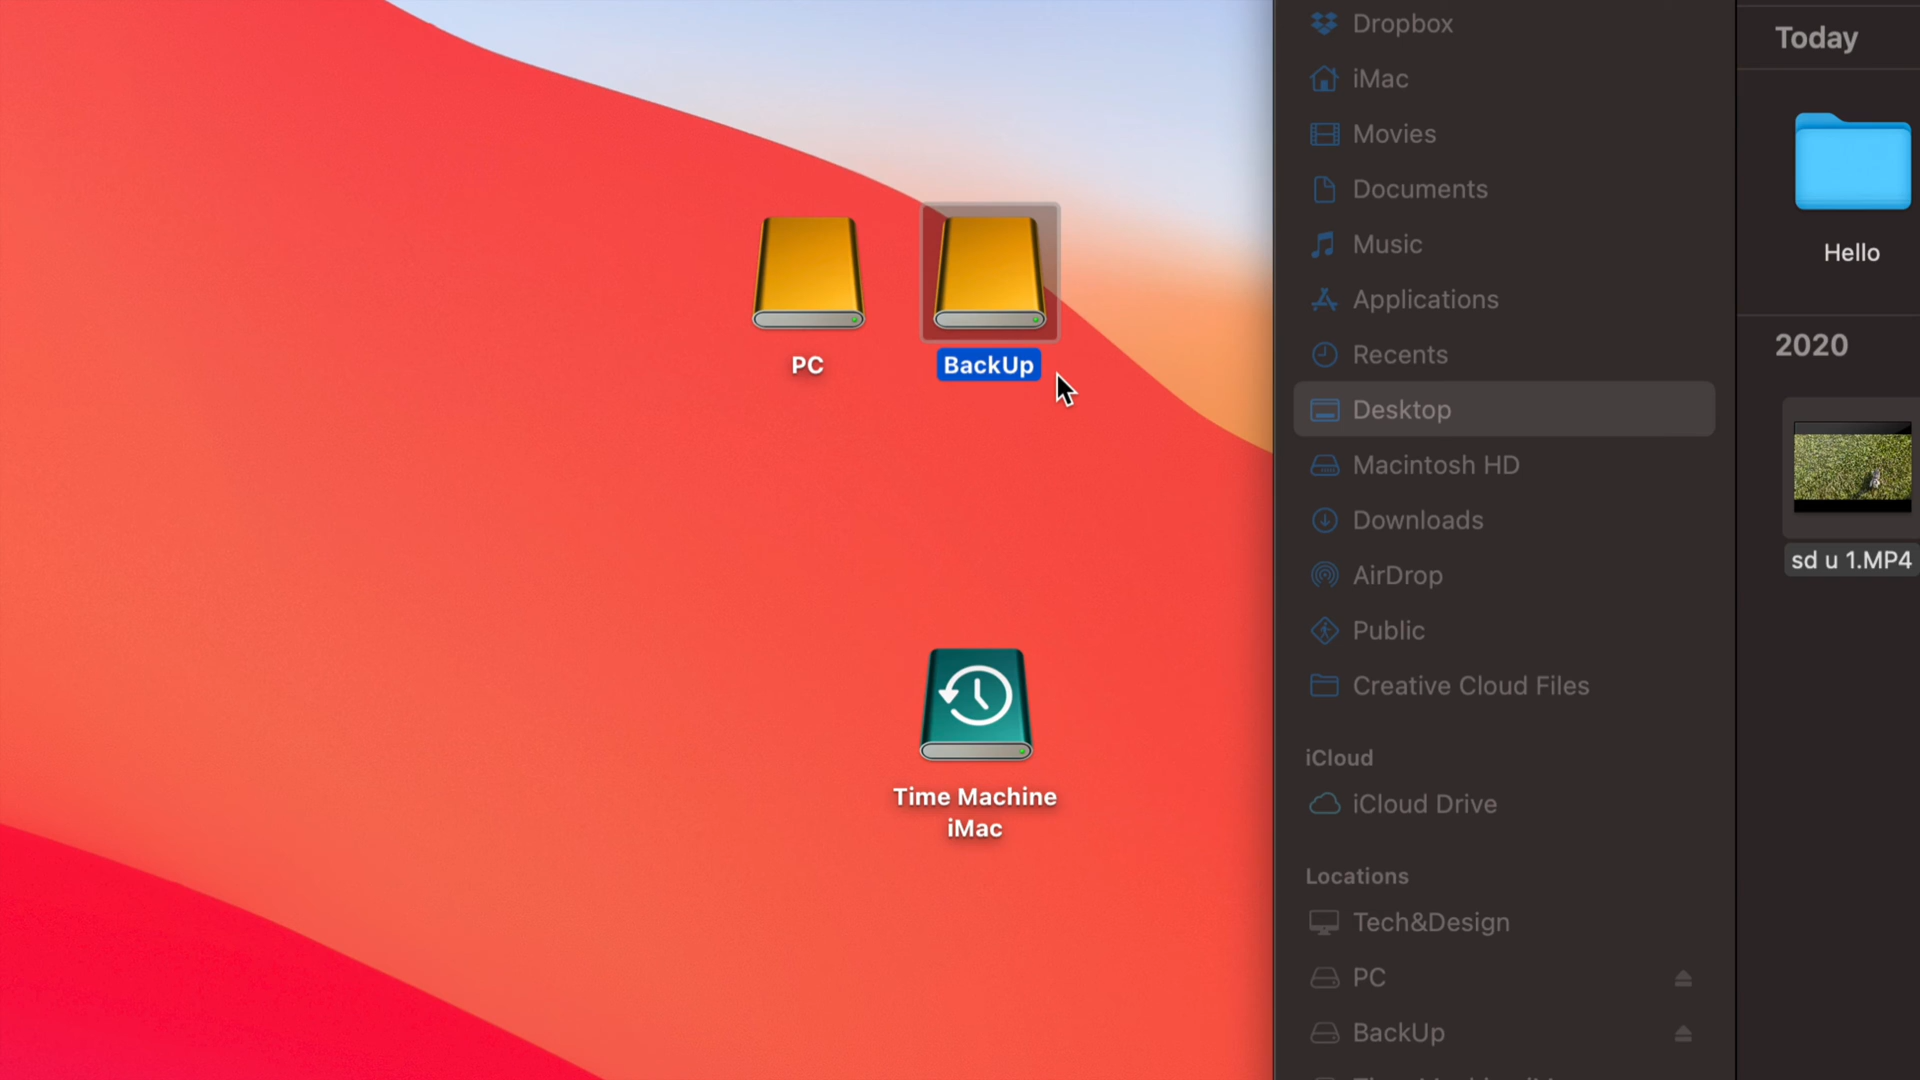 PC
BackUp
Time Machine
iMac
Dropbox
iMac
Movies
Documents
Music
Applications
Recents
Desktop
Macintosh HD
Downloads
AirDrop
Public
Creative Cloud Files
iCloud
iCloud Drive
Locations
Tech&Design
PC
BackUp
Today
Hello
2020
sd u 1.MP4